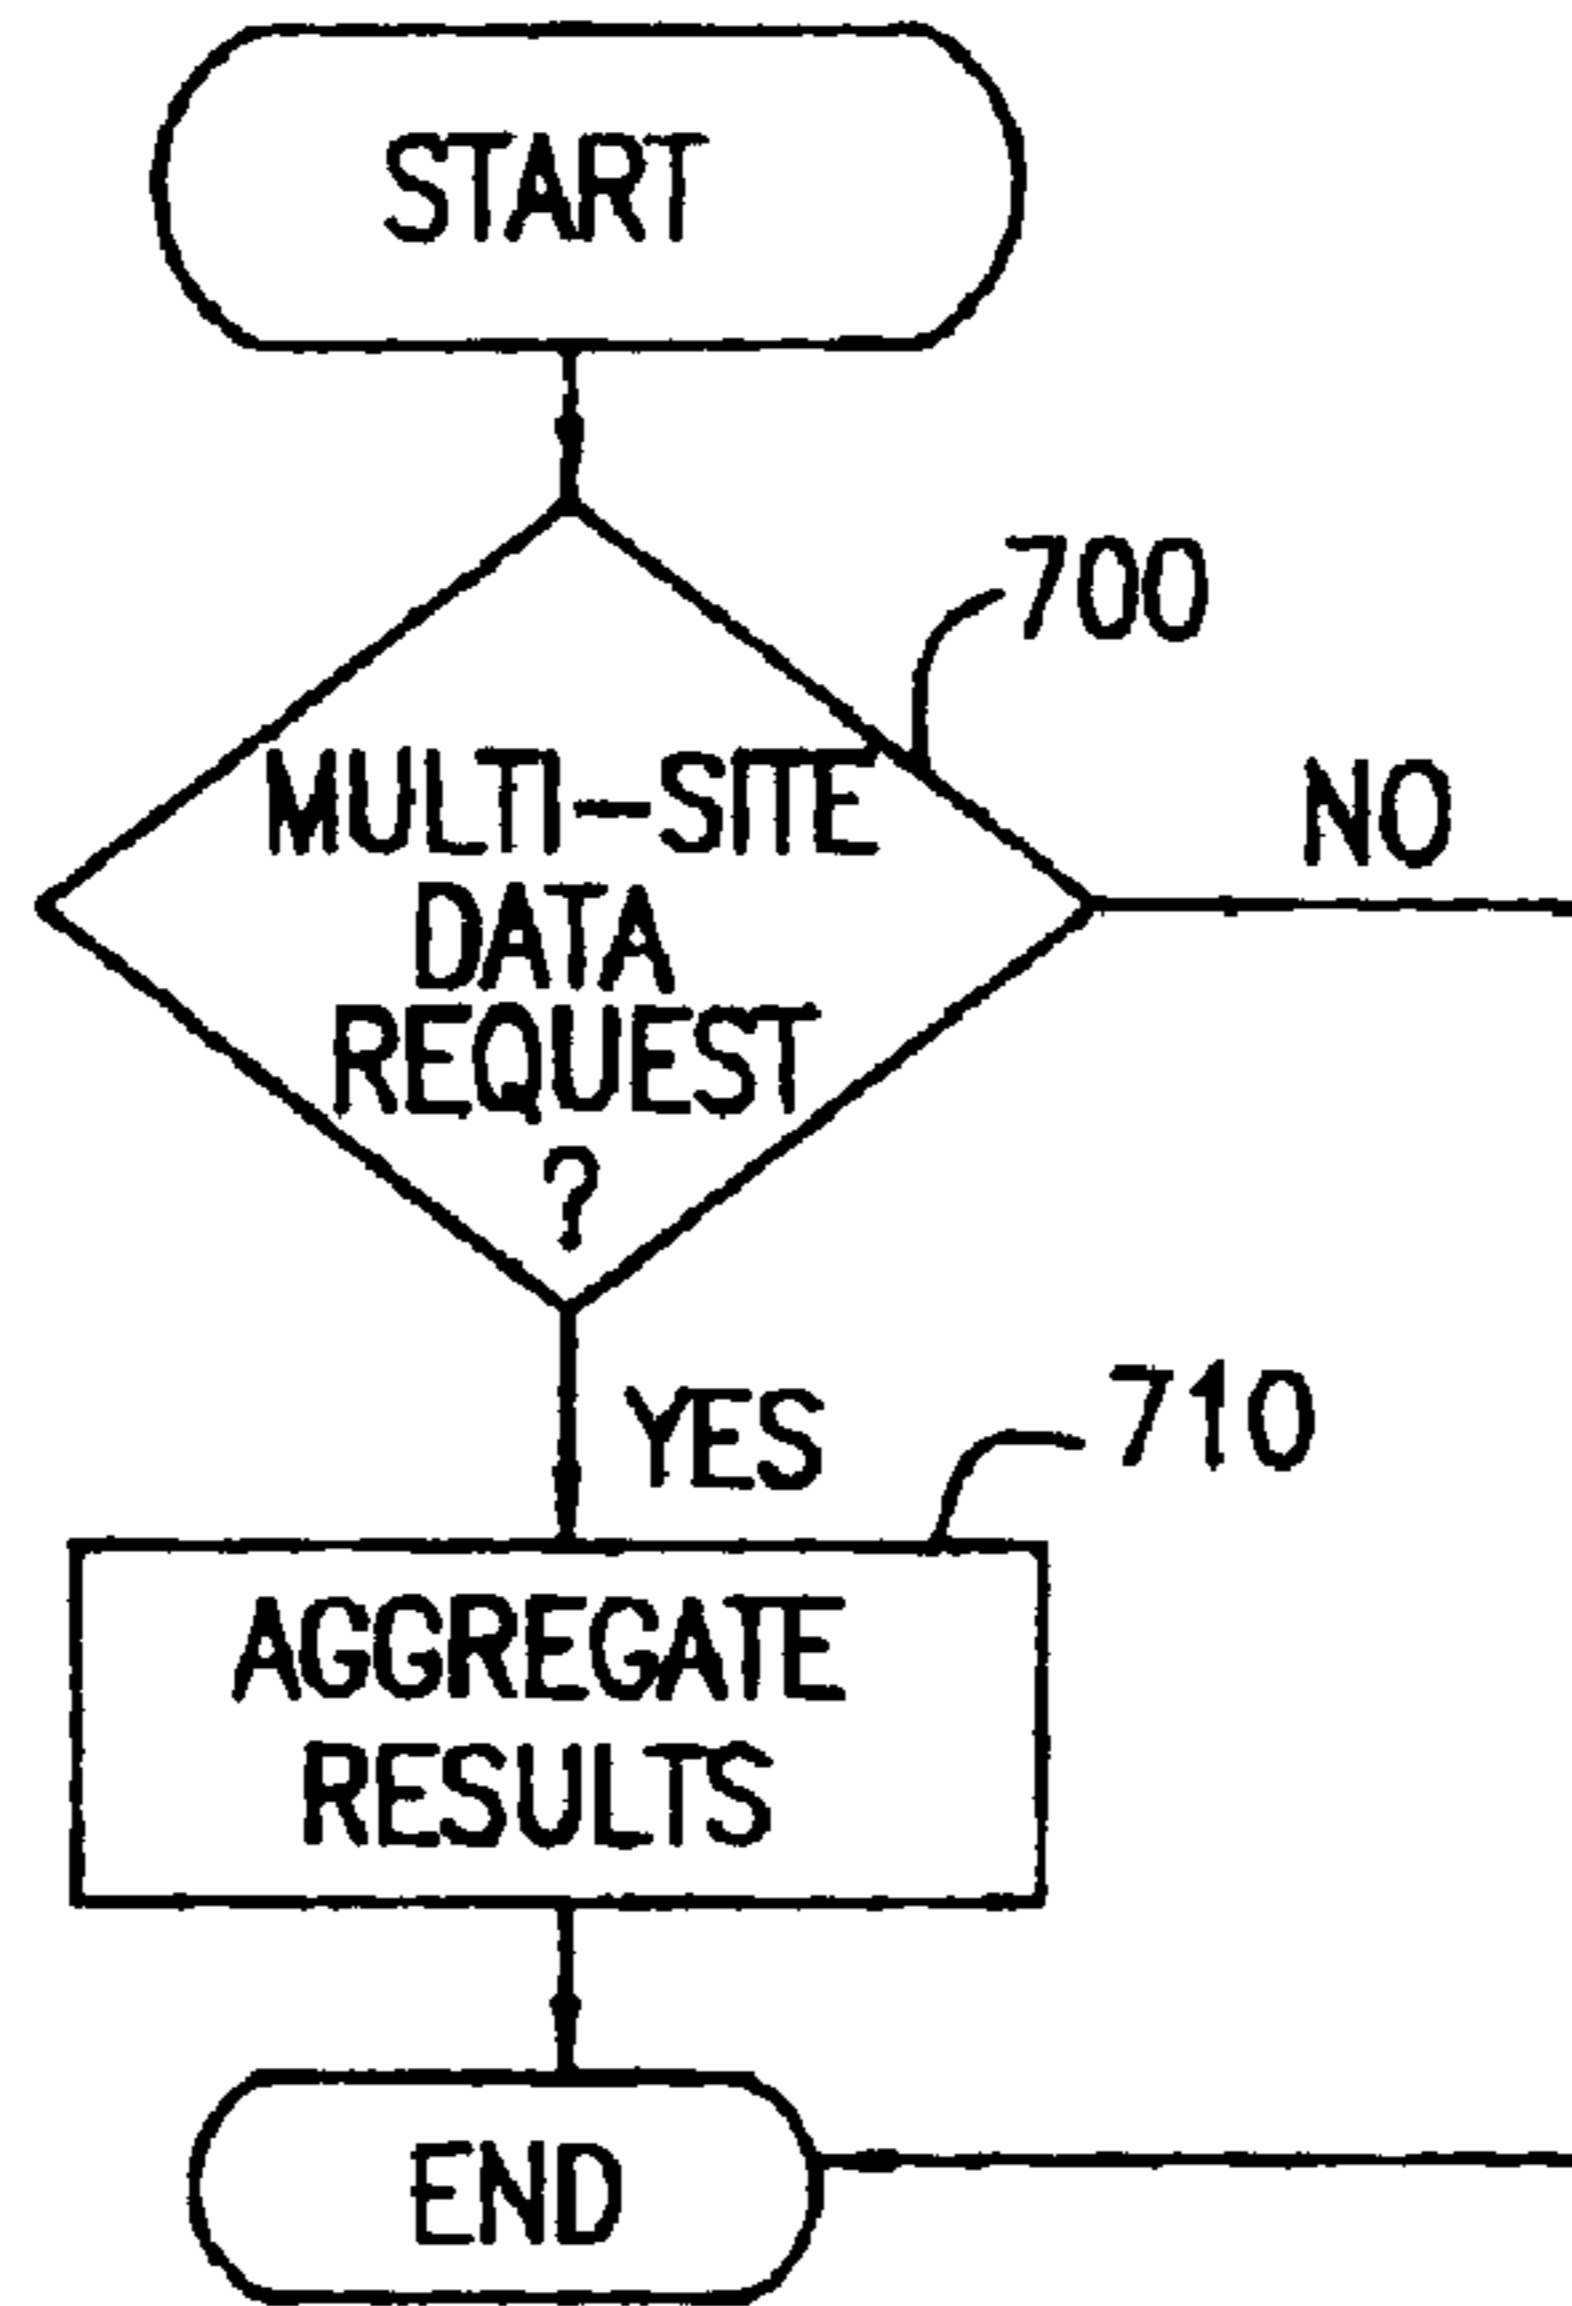 START
700
MULTI-SITE
DATA
REQUEST
?
NO
YES
710
AGGREGATE
RESULTS
END